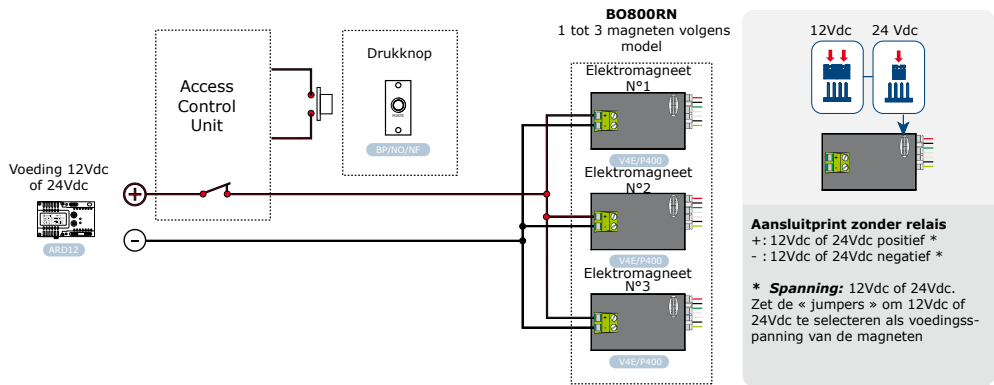 BO800RN
1 tot 3 magneten volgens
model
Drukknop
Access
Control
Unit
PORTE
BP/NO/NF
Voeding 12Vdc
of 24Vdc
ARD12
+
-
Elektromagneet
N°1
V4E/P400
Elektromagneet
N°2
V4E/P400
Elektromagneet
N°3
V4E/P400
12Vdc
24 Vdc
Aansluitprint zonder relais
+: 12Vdc of 24Vdc positief *
- : 12Vdc of 24Vdc negatief *
* Spanning: 12Vdc of 24Vdc.
Zet de « jumpers » om 12Vdc of
24Vdc te selecteren als voedingss-
panning van de magneten